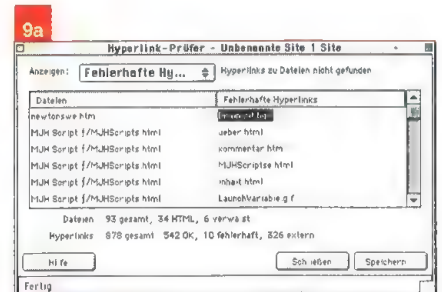 9a
Hyperlink-Prüfer - Unbenannte Site 1 Site
Anzeigen: Fehlerhafte Hy... Hyperlinks zu Dateien nicht gefunden
Dateien Fehlerhafte Hyperlinks
newtonswe htm
MJH Script ƒ/MJHScripts html ueber html
MJH Script ƒ/MJHScripts html kommentar htm
MJH Script ƒ/MJHScripts html MJHScriptse html
MJH Script ƒ/MJHScripts html inhalt html
MJH Script ƒ/MJHScripts html LaunchVariable.gif
Dateien 93 gesamt, 34 HTML, 6 verwaist
Hyperlinks 878 gesamt 542 OK, 10 fehlerhaft, 326 extern
Hilfe Schließen Speichern
Fertig